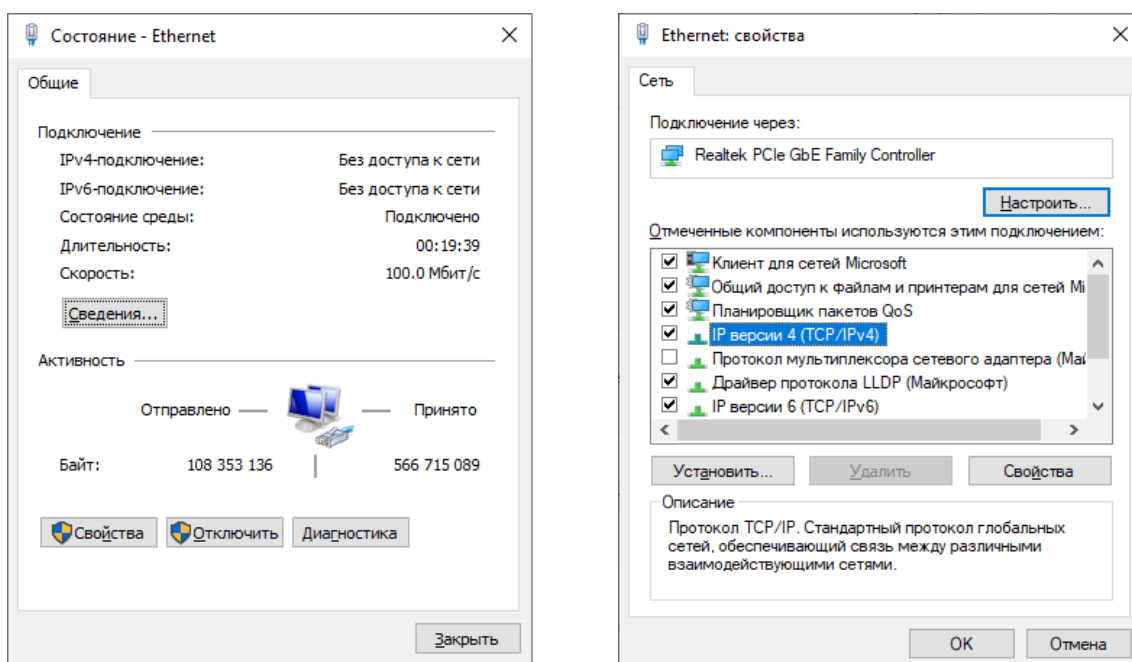 Состояние - Ethernet
Общие
Подключение
IPv4-подключение: Без доступа к сети
IPv6-подключение: Без доступа к сети
Состояние среды: Подключено
Длительность: 00:19:39
Скорость: 100.0 Мбит/с
Сведения...
Активность
Отправлено Принято
Байт: 108 353 136 566 715 089
Свойства Отключить Диагностика
Закрыть
Ethernet: свойства
Сеть
Подключение через:
Realtek PCIe GbE Family Controller
Настроить...
Отмеченные компоненты используются этим подключением:
Клиент для сетей Microsoft
Общий доступ к файлам и принтерам для сетей Mi
Планировщик пакетов QoS
IP версии 4 (TCP/IPv4)
Протокол мультиплексора сетевого адаптера (Май
Драйвер протокола LLDP (Майкрософт)
IP версии 6 (TCP/IPv6)
Установить... Удалить Свойства
Описание
Протокол TCP/IP. Стандартный протокол глобальных
сетей, обеспечивающий связь между различными
взаимодействующими сетями.
OK Отмена